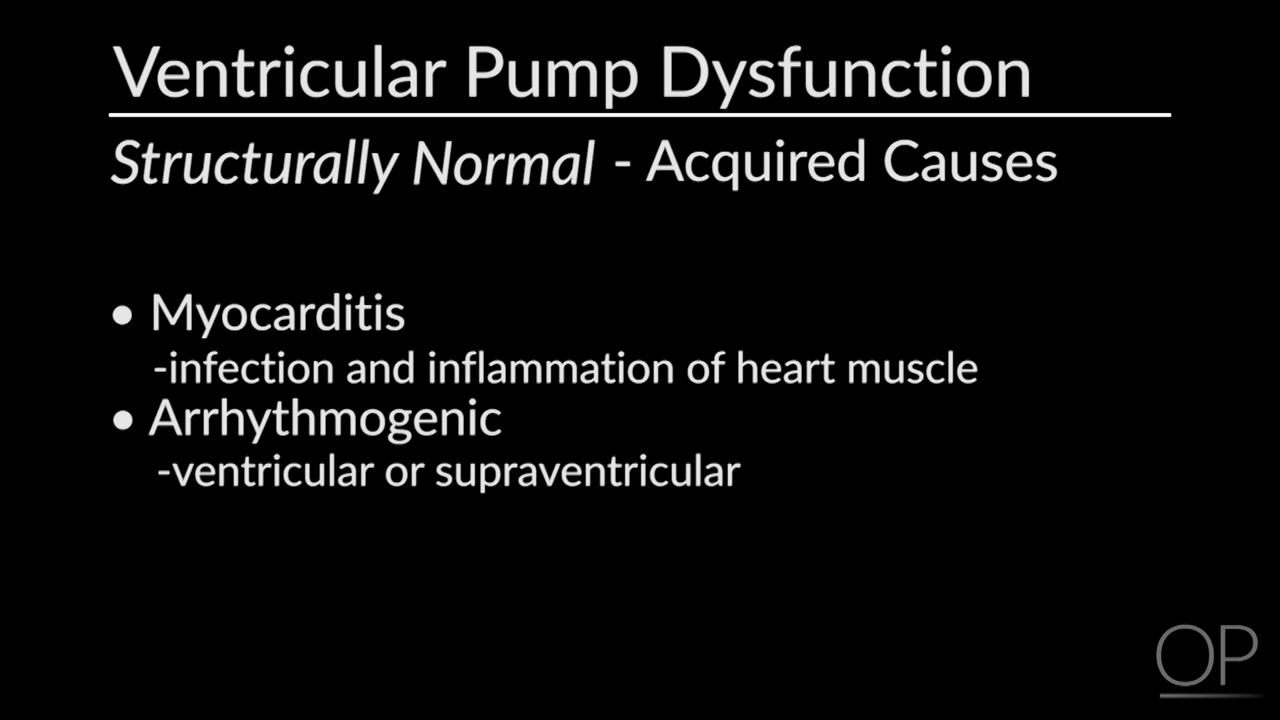 Ventricular Pump Dysfunction
Structurally Normal - Acquired Causes
• Myocarditis
-infection and inflammation of heart muscle
• Arrhythmogenic
-ventricular or supraventricular
OP